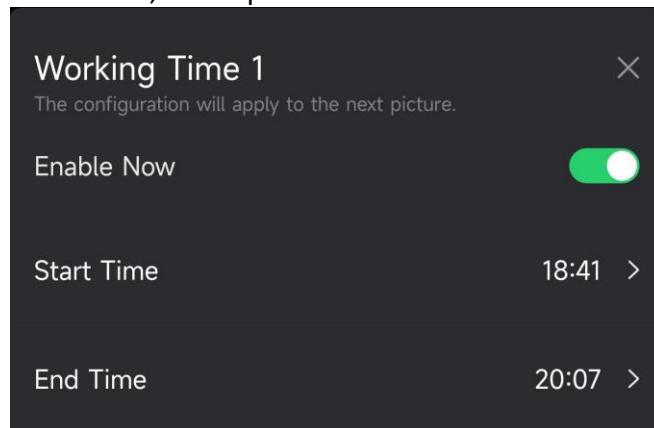 Working Time 1
The configuration will apply to the next picture.
Enable Now
Start Time 18:41 >
End Time 20:07 >